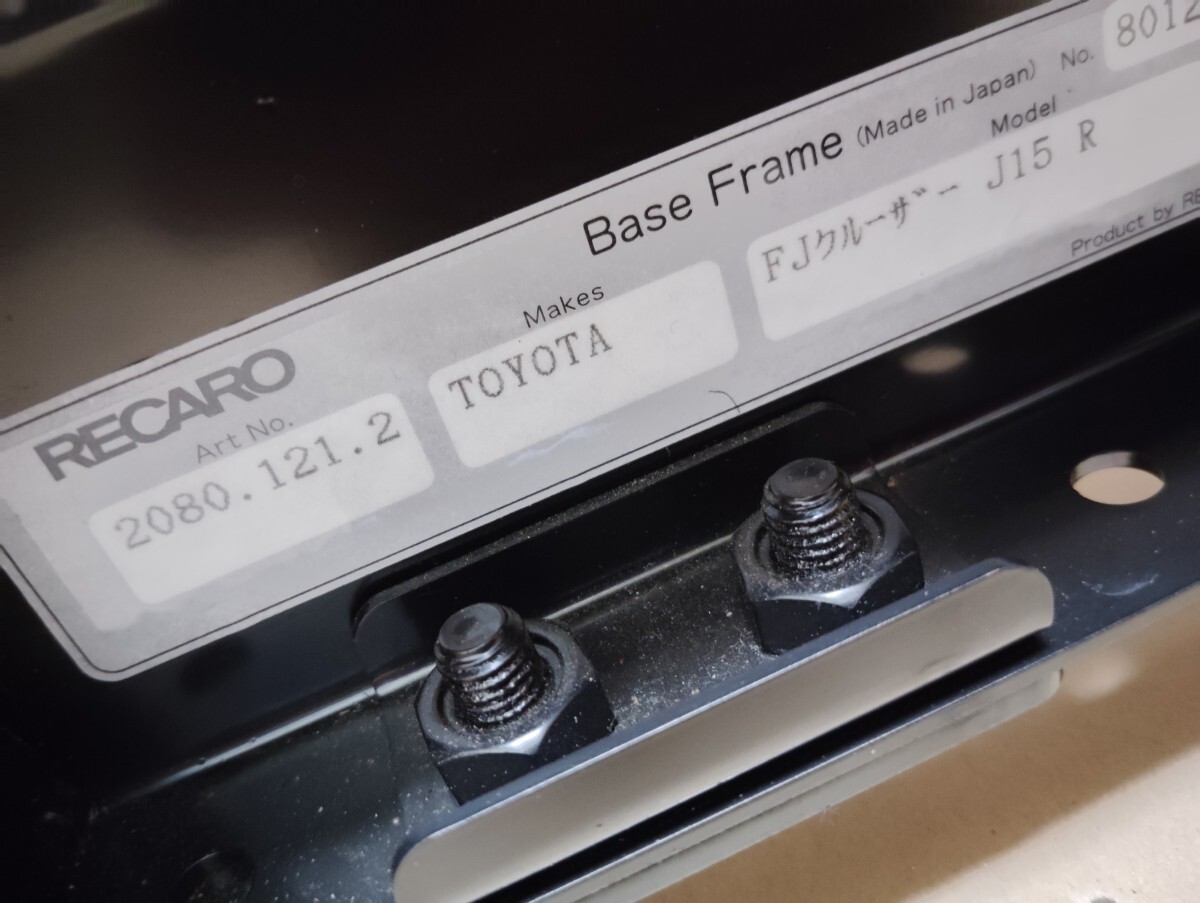 RECARO
Base Frame (Made in Japan) No. 8012
Art No.
2080.121.2
Makes
TOYOTA
Model
FJｸﾙｰｻﾞｰ J15 R
Product by RE